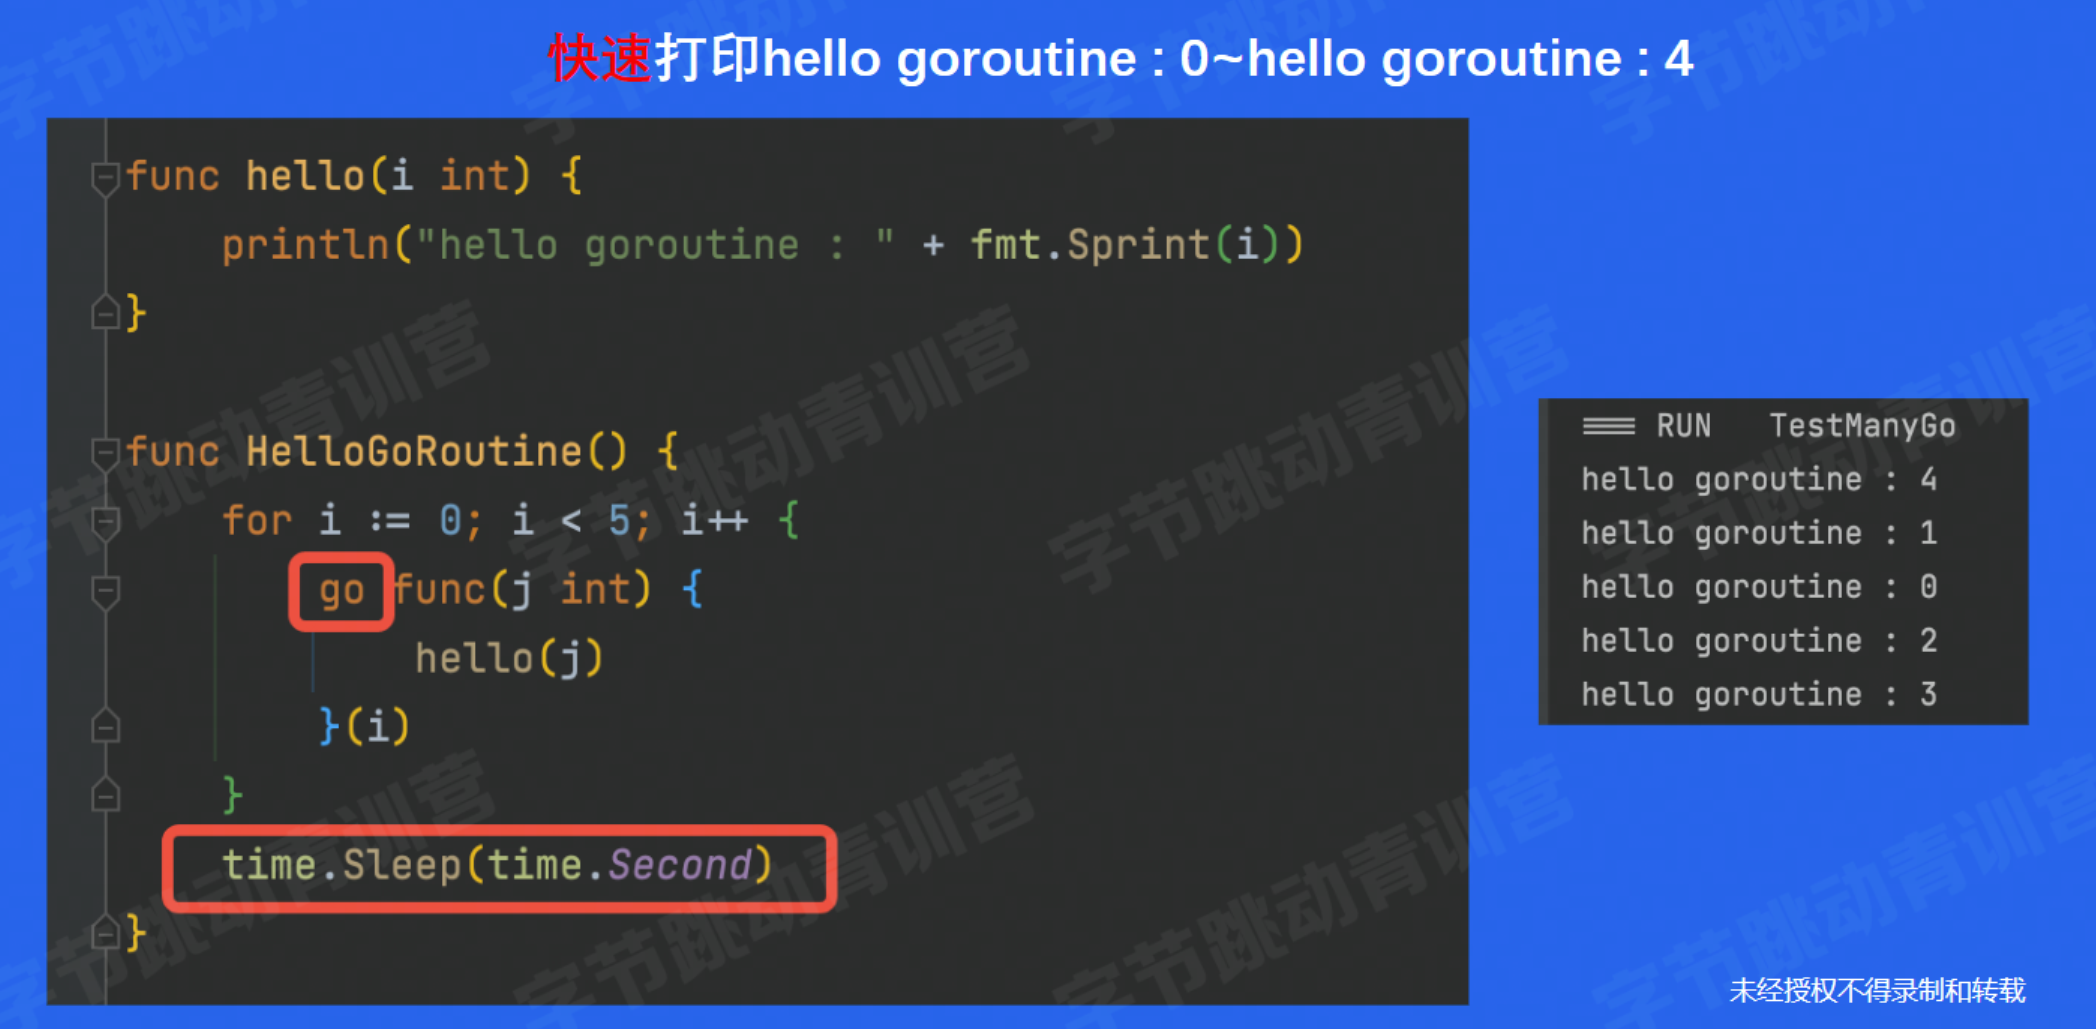 快速打印hello goroutine : 0~hello goroutine : 4
func hello(i int) {
println("hello goroutine : " + fmt.Sprint(i))
}
func HelloGoRoutine() {
for i := 0; i < 5; i++ {
go func(j int) {
hello(j)
}(i)
}
time.Sleep(time.Second)
}
=== RUN TestManyGo
hello goroutine : 4
hello goroutine : 1
hello goroutine : 0
hello goroutine : 2
hello goroutine : 3
未经授权不得录制和转载
字节跳动青训营